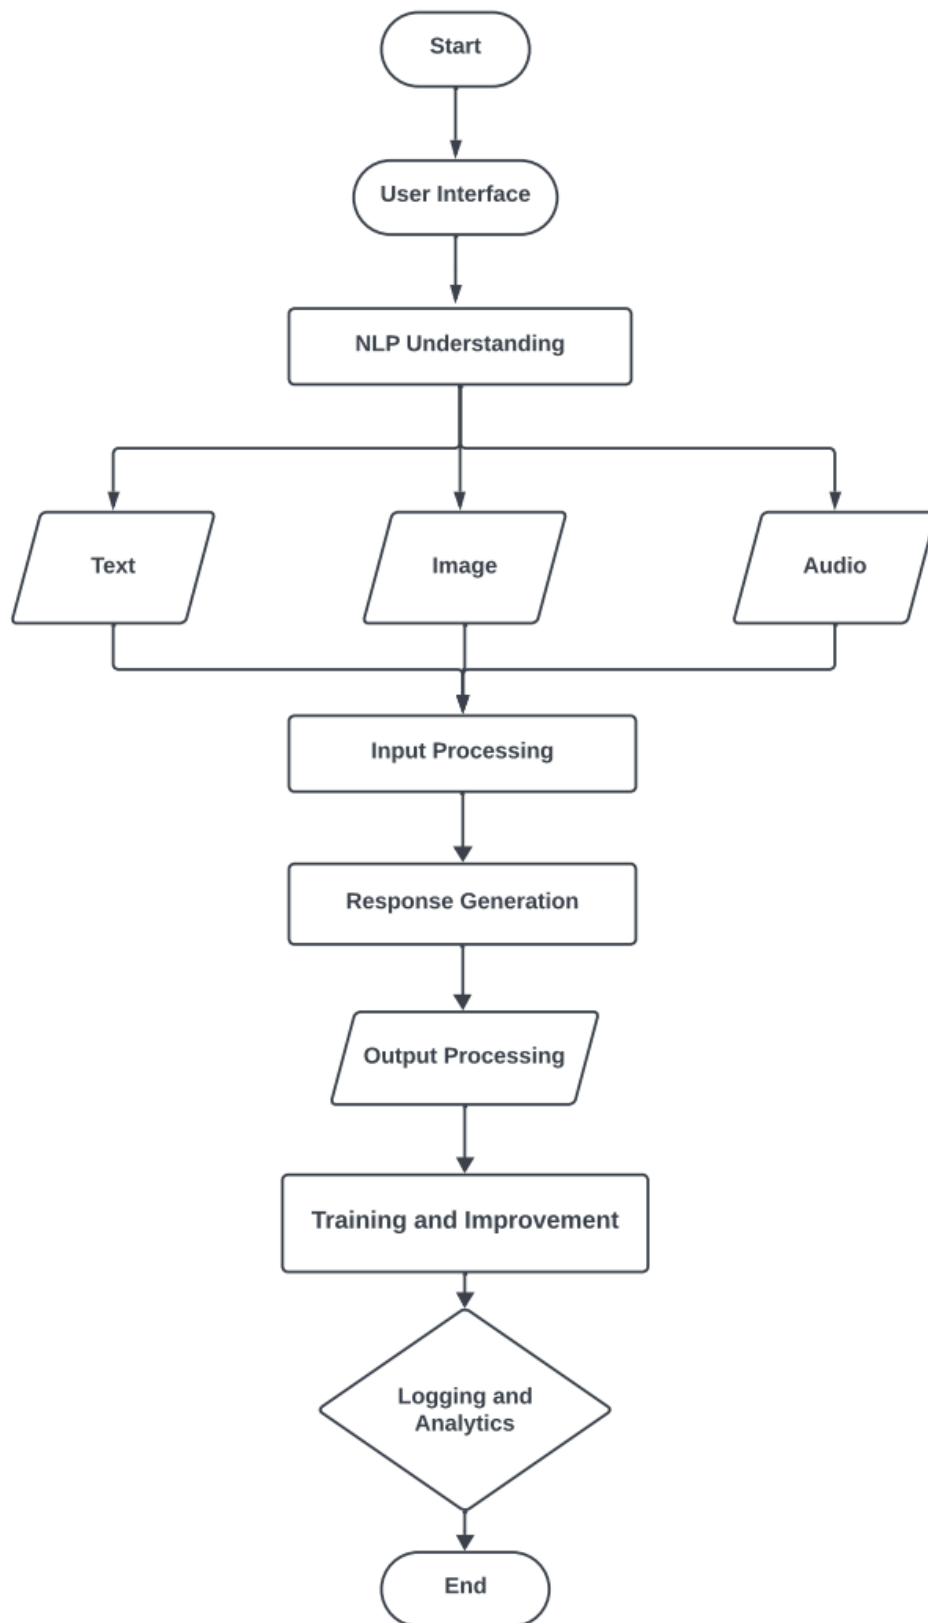 Start
User Interface
NLP Understanding
Text
Image
Audio
Input Processing
Response Generation
Output Processing
Training and Improvement
Logging and
Analytics
End